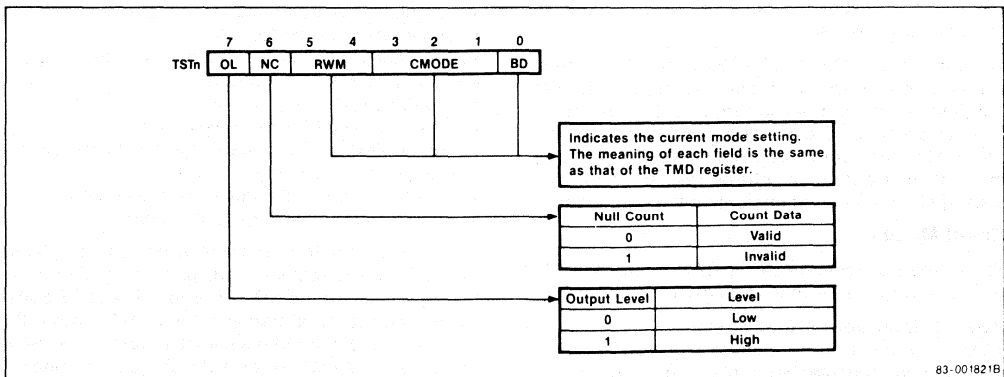 7 6 5 4 3 2 1 0
TSTn OL NC RWM CMODE BD
Indicates the current mode setting.
The meaning of each field is the same
as that of the TMD register.
Null Count Count Data
0 Valid
1 Invalid
Output Level Level
0 Low
1 High
83-001821B